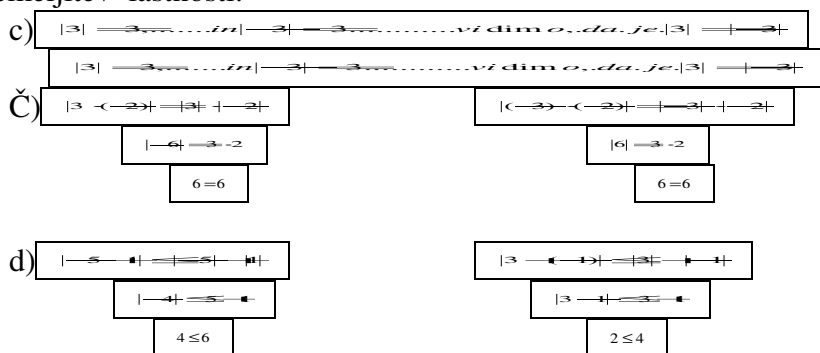 lastnosti:
c) |3| = 3......in |-3| = 3............vidimo, da je |3| = |-3|
|3| = 3......in |-3| = 3............vidimo, da je |3| = |-3|
Č) |3·(-2)| = |3|·|-2| |(-3)·(-2)| = |-3|·|-2|
|-6| = 3·2 |6| = 3·2
6 = 6 6 = 6
d) |-5+1| ≤ |-5|+|1| |3+(-1)| ≤ |3|+|-1|
|-4| ≤ 5+1 |3-1| ≤ 3+1
4 ≤ 6 2 ≤ 4